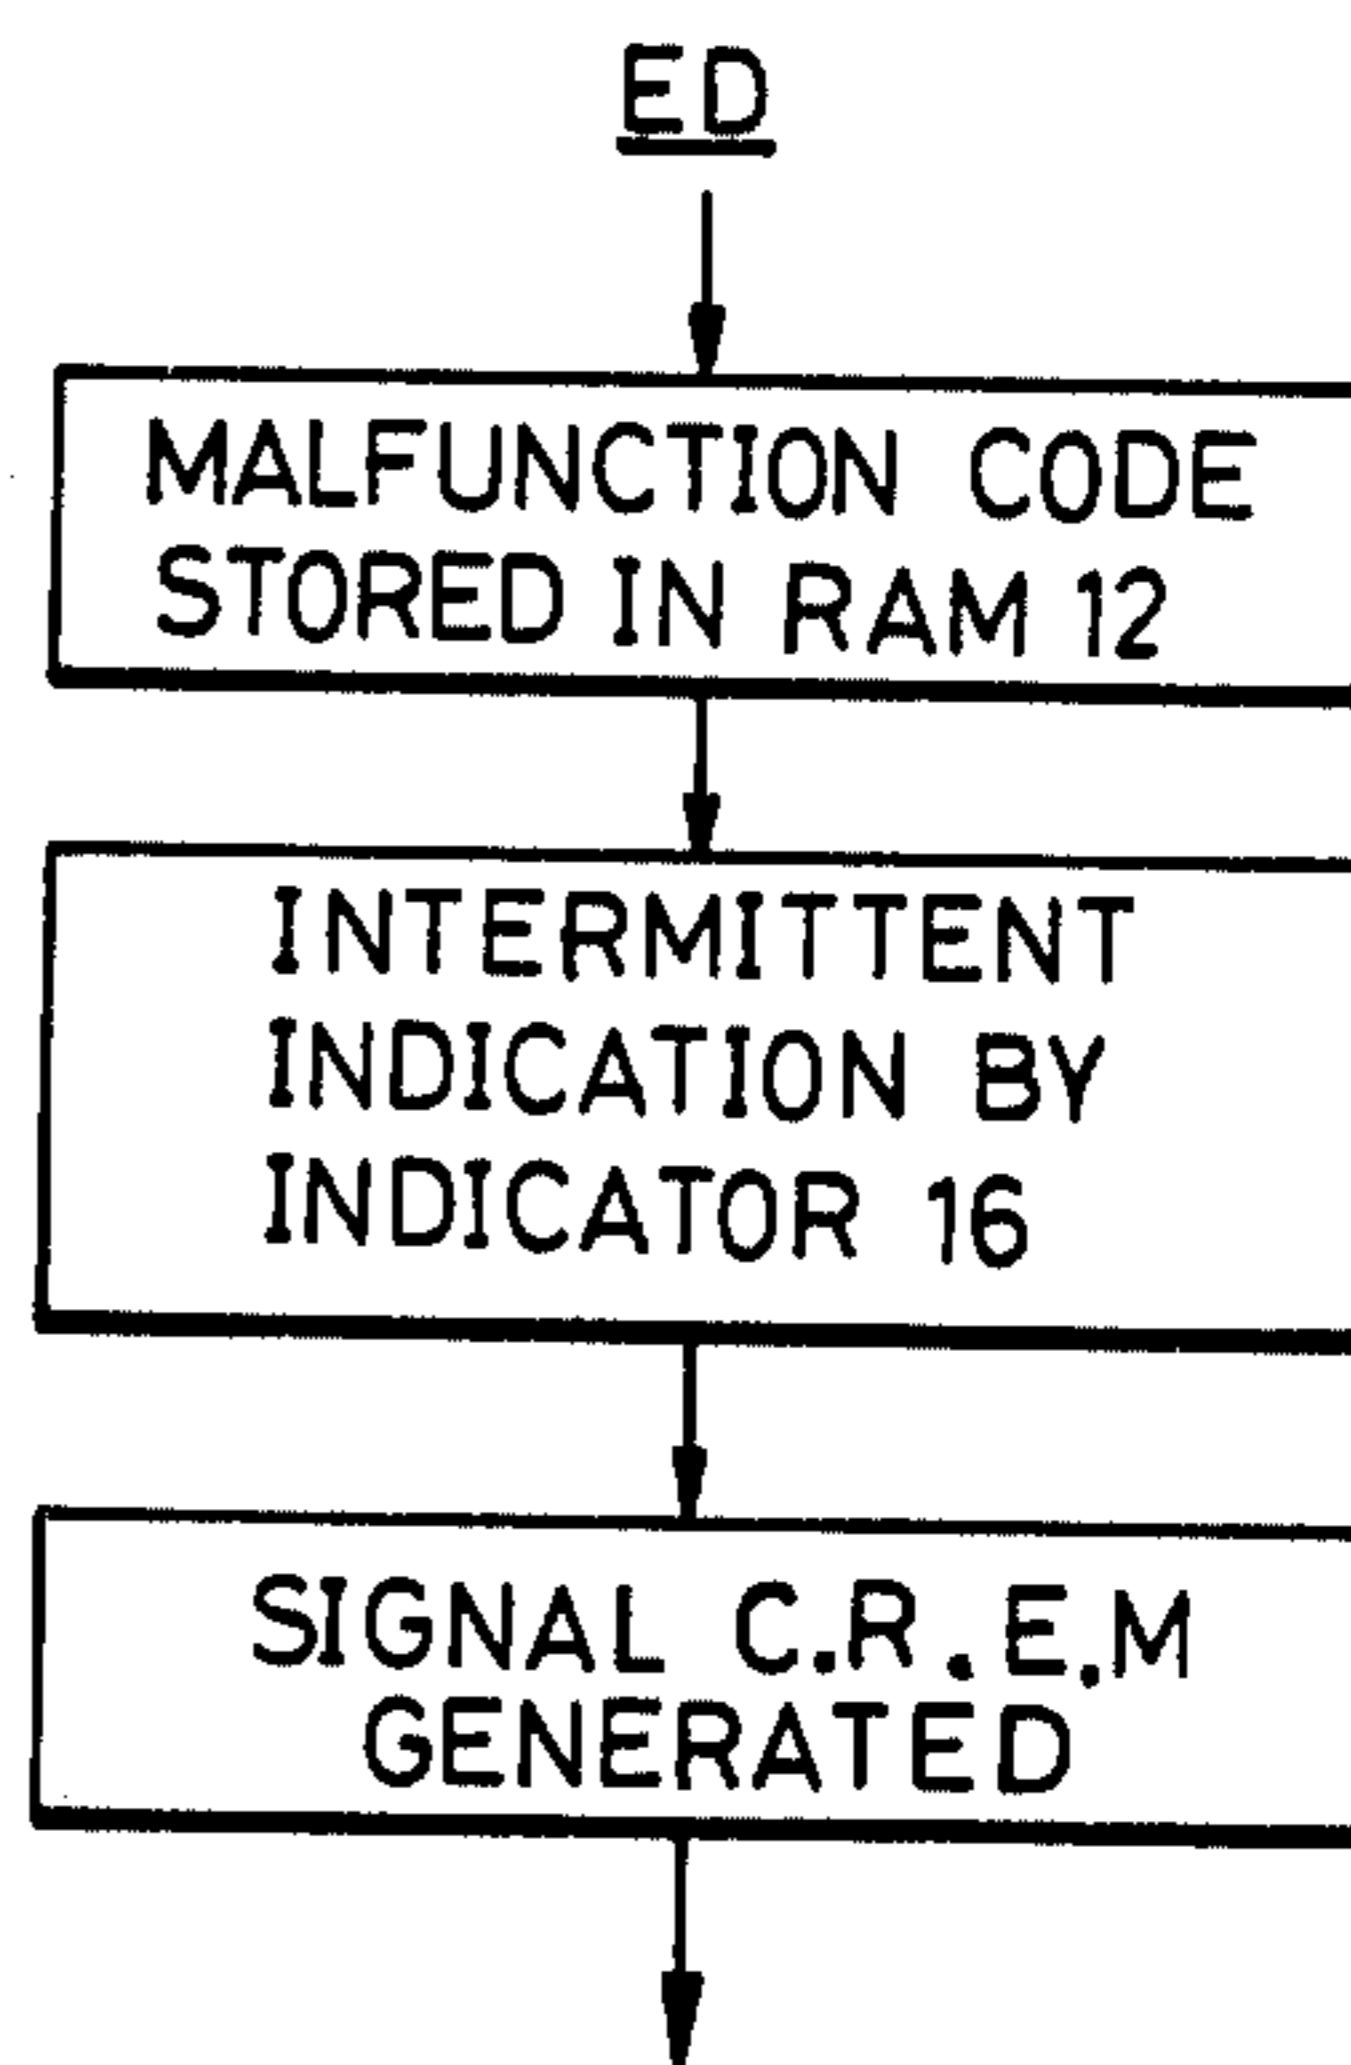 ED
MALFUNCTION CODE
STORED IN RAM 12
INTERMITTENT
INDICATION BY
INDICATOR 16
SIGNAL C.R.E.M
GENERATED